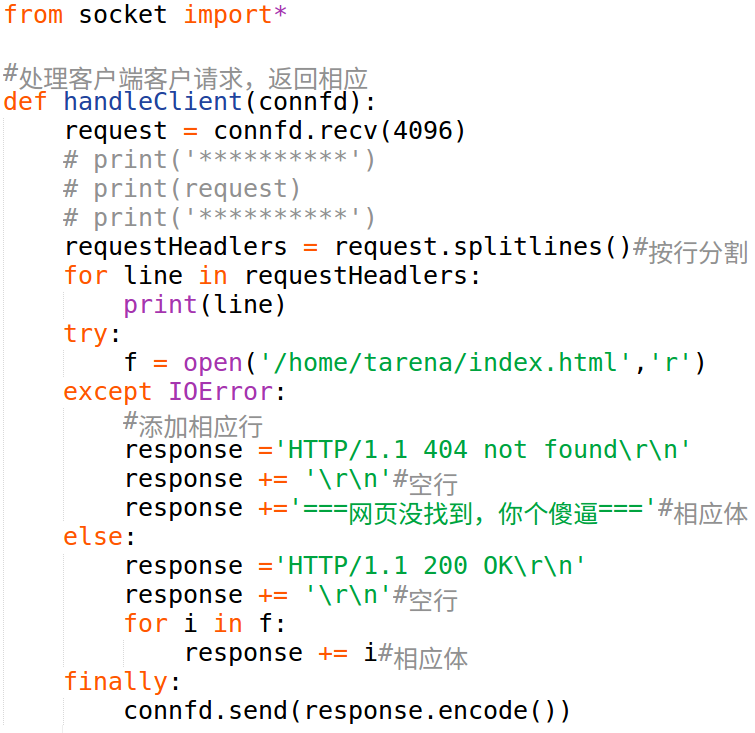 from socket import*
#处理客户端客户请求，返回相应
def handleClient(connfd):
    request = connfd.recv(4096)
    # print('**********')
    # print(request)
    # print('**********')
    requestHeadlers = request.splitlines()#按行分割
    for line in requestHeadlers:
        print(line)
    try:
        f = open('/home/tarena/index.html','r')
    except IOError:
        #添加相应行
        response ='HTTP/1.1 404 not found\r\n'
        response += '\r\n'#空行
        response +='===网页没找到，你个傻逼==='#相应体
    else:
        response ='HTTP/1.1 200 OK\r\n'
        response += '\r\n'#空行
        for i in f:
            response += i#相应体
    finally:
        connfd.send(response.encode())